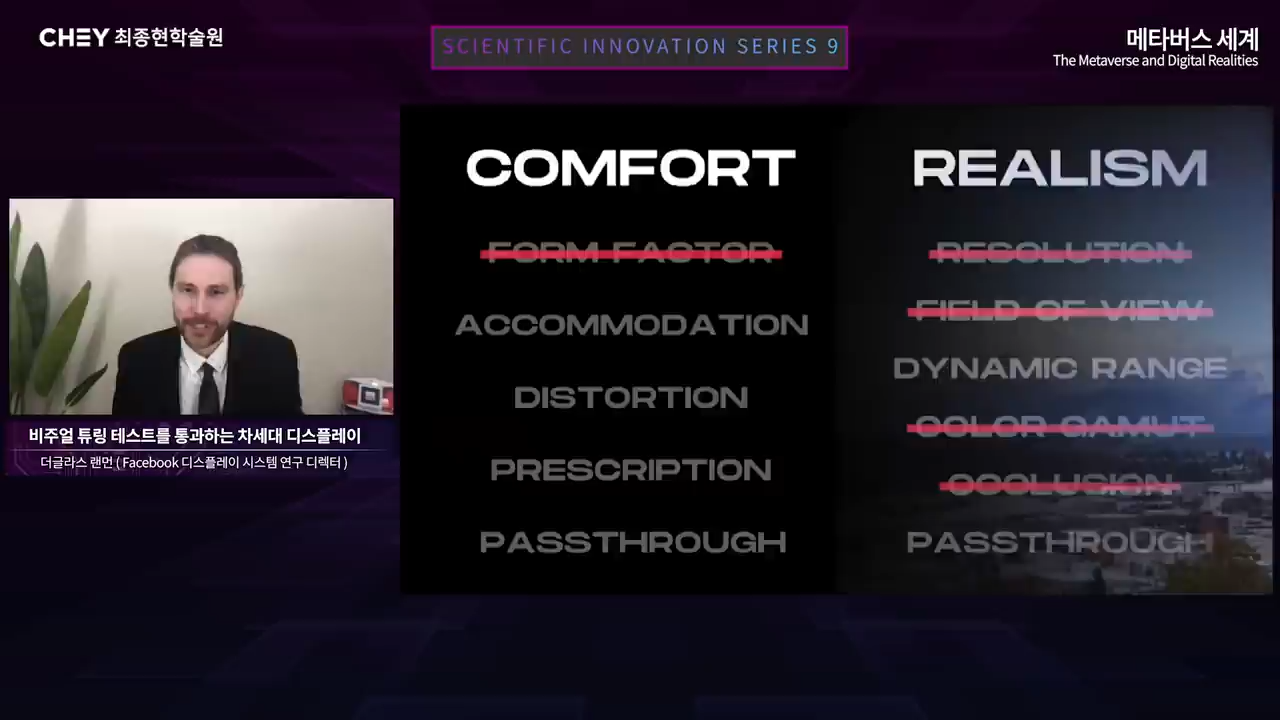 CHEY 최종현학술원
SCIENTIFIC INNOVATION SERIES 9
메타버스 세계
The Metaverse and Digital Realities
COMFORT
FORM FACTOR
ACCOMMODATION
DISTORTION
PRESCRIPTION
PASSTHROUGH
REALISM
RESOLUTION
FIELD OF VIEW
DYNAMIC RANGE
COLOR GAMUT
OCCLUSION
PASSTHROUGH
비주얼 튜링 테스트를 통과하는 차세대 디스플레이
더글라스 랜먼 ( Facebook 디스플레이 시스템 연구 디렉터 )